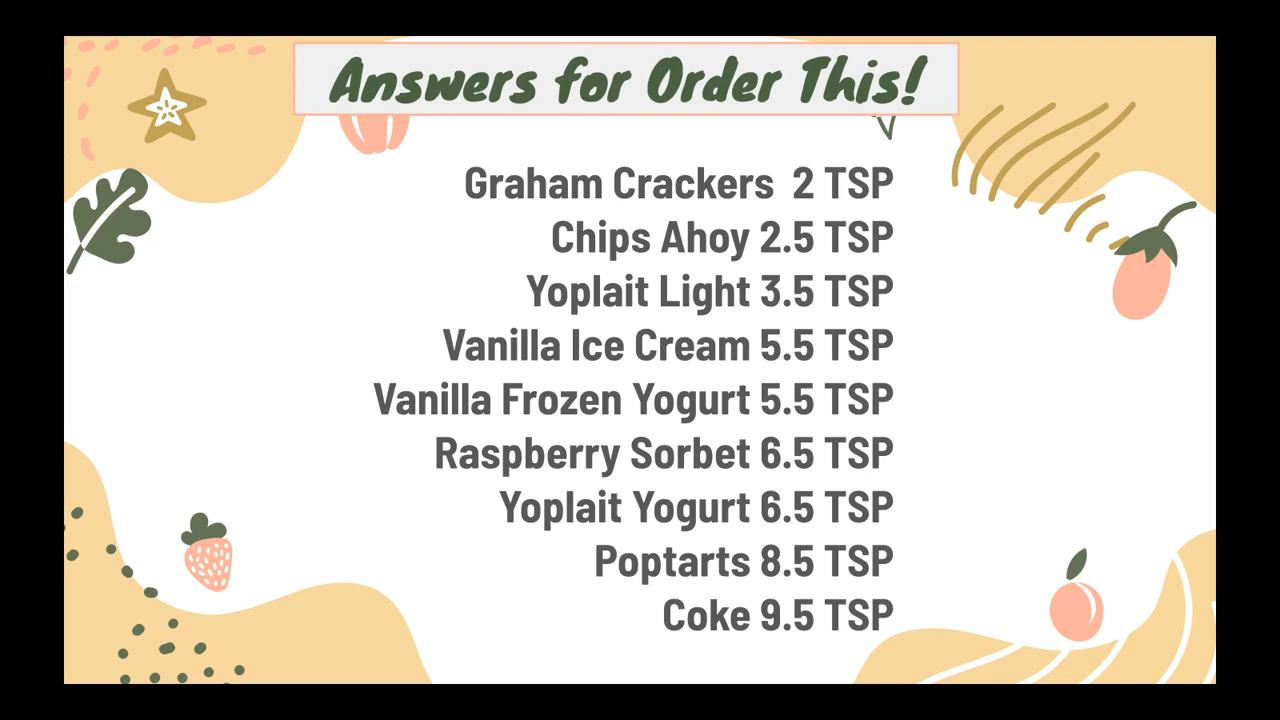 Answers for Order This!
Graham Crackers  2 TSP
Chips Ahoy 2.5 TSP
Yoplait Light 3.5 TSP
Vanilla Ice Cream 5.5 TSP
Vanilla Frozen Yogurt 5.5 TSP
Raspberry Sorbet 6.5 TSP
Yoplait Yogurt 6.5 TSP
Poptarts 8.5 TSP
Coke 9.5 TSP